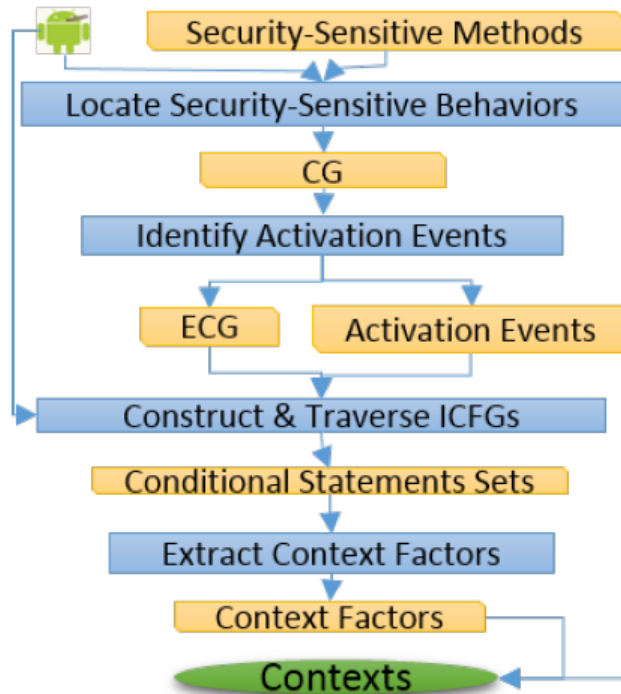 Security-Sensitive Methods
Locate Security-Sensitive Behaviors
CG
Identify Activation Events
ECG
Activation Events
Construct & Traverse ICFGs
Conditional Statements Sets
Extract Context Factors
Context Factors
Contexts